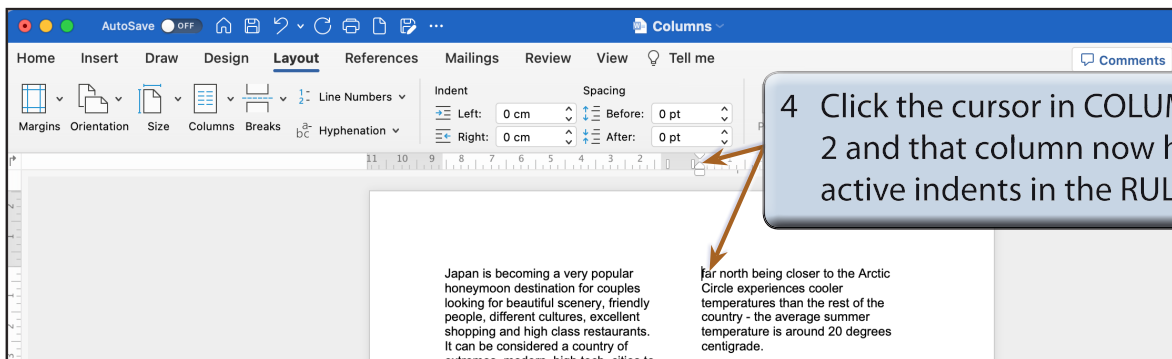 AutoSave OFF ... Columns
Home Insert Draw Design Layout References Mailings Review View Tell me Comments
Indent Spacing
Line Numbers Left: 0 cm Before: 0 pt
Margins Orientation Size Columns Breaks Hyphenation Right: 0 cm After: 0 pt
4 Click the cursor in COLUM
2 and that column now h
active indents in the RUL
11 10 9 8 7 6 5 4 3 2
Japan is becoming a very popular
honeymoon destination for couples
looking for beautiful scenery, friendly
people, different cultures, excellent
shopping and high class restaurants.
It can be considered a country of
far north being closer to the Arctic
Circle experiences cooler
temperatures than the rest of the
country - the average summer
temperature is around 20 degrees
centigrade.